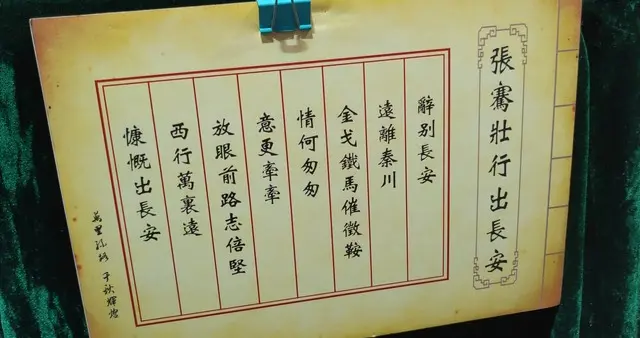 張騫壯行出長安
辭别長安
遠離秦川
金戈鐵馬催徵鞍
情何匆匆
意更牽牽
放眼前路志倍堅
西行萬裏遠
慷慨出長安